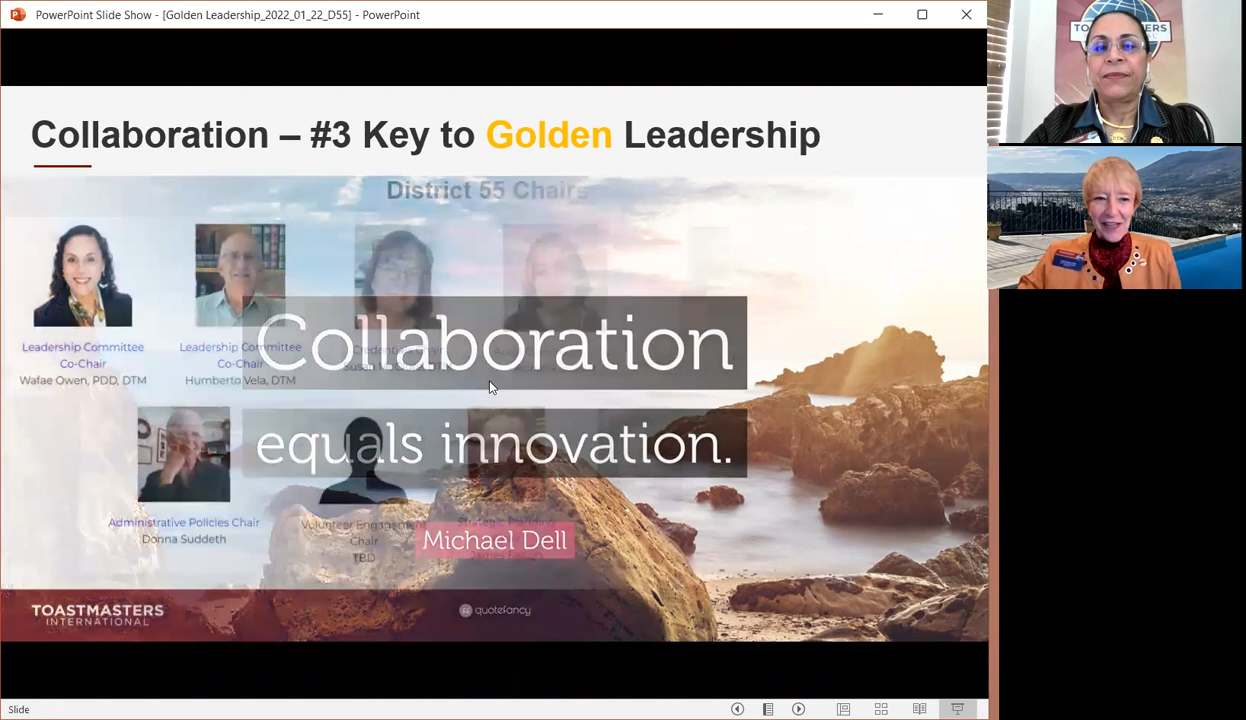 PowerPoint Slide Show - [Golden Leadership_2022_01_22_D55] - PowerPoint
Collaboration – #3 Key to Golden Leadership
District 55 Chairs
Leadership Committee
Co-Chair
Wafae Owen, PDD, DTM
Leadership Committee
Co-Chair
Humberto Vela, DTM
Collaboration
equals innovation.
Administrative Policies Chair
Donna Suddeth
Volunteer Engagement
Chair
TBD
Michael Dell
TOASTMASTERS
INTERNATIONAL
quotefancy
Slide